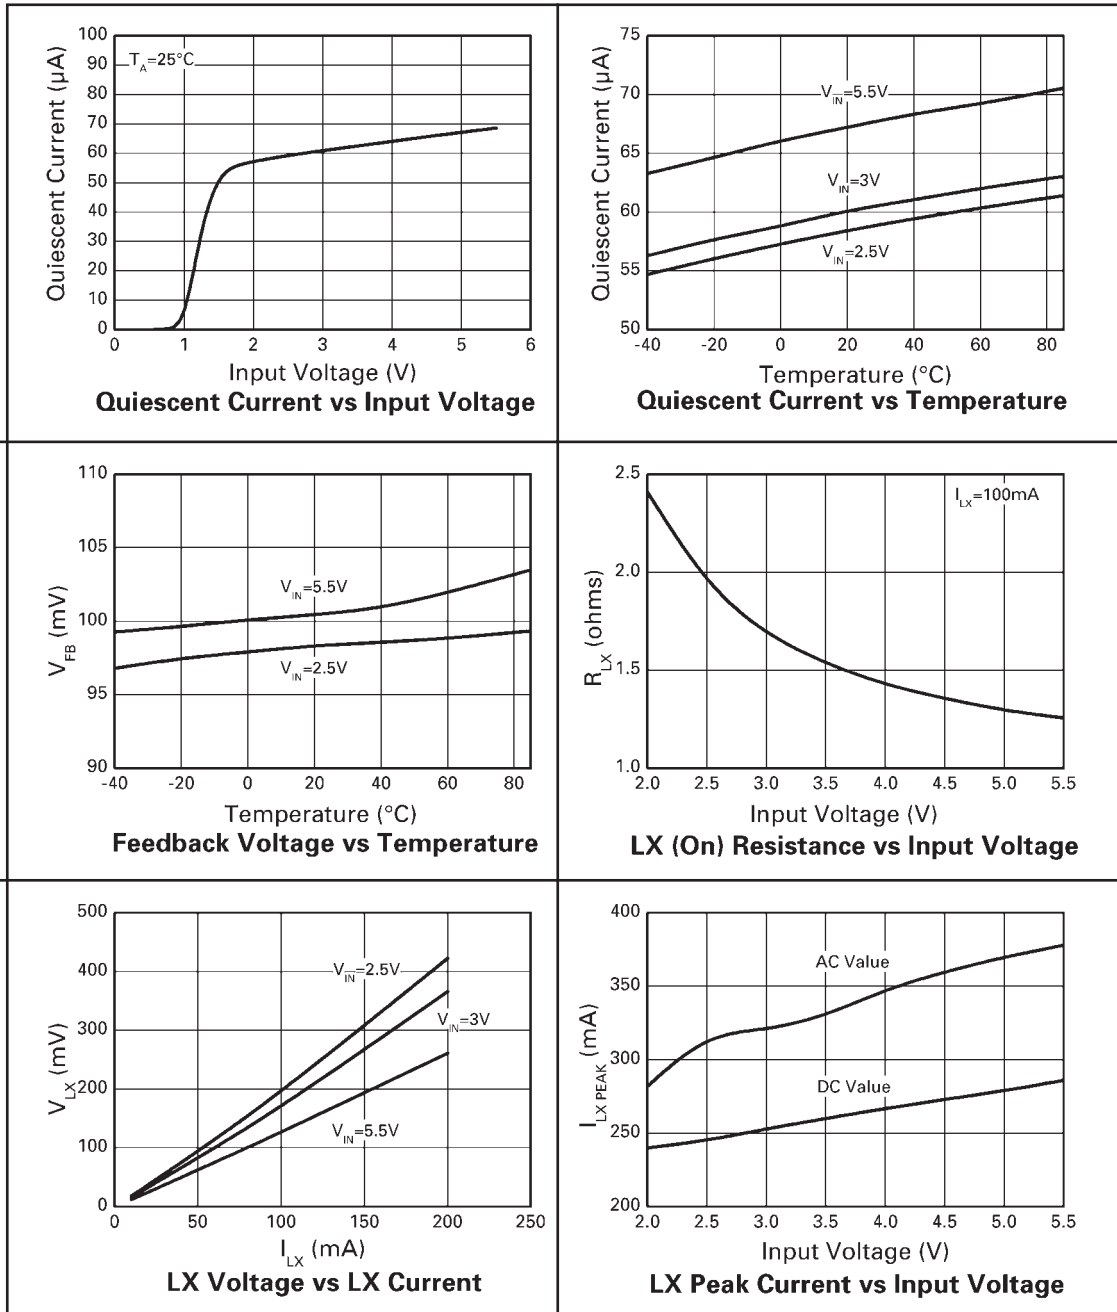 100
90
80
70
60
50
40
30
20
10
0
Quiescent Current (µA)
T_A=25°C
0 1 2 3 4 5 6
Input Voltage (V)
Quiescent Current vs Input Voltage
75
70
65
60
55
50
Quiescent Current (µA)
V_IN=5.5V
V_IN=3V
V_IN=2.5V
-40 -20 0 20 40 60 80
Temperature (°C)
Quiescent Current vs Temperature
110
105
100
95
90
V_FB (mV)
V_IN=5.5V
V_IN=2.5V
-40 -20 0 20 40 60 80
Temperature (°C)
Feedback Voltage vs Temperature
2.5
2.0
1.5
1.0
R_LX (ohms)
I_LX=100mA
2.0 2.5 3.0 3.5 4.0 4.5 5.0 5.5
Input Voltage (V)
LX (On) Resistance vs Input Voltage
500
400
300
200
100
0
V_LX (mV)
V_IN=2.5V
V_IN=3V
V_IN=5.5V
0 50 100 150 200 250
I_LX (mA)
LX Voltage vs LX Current
400
350
300
250
200
I_LX PEAK (mA)
AC Value
DC Value
2.0 2.5 3.0 3.5 4.0 4.5 5.0 5.5
Input Voltage (V)
LX Peak Current vs Input Voltage